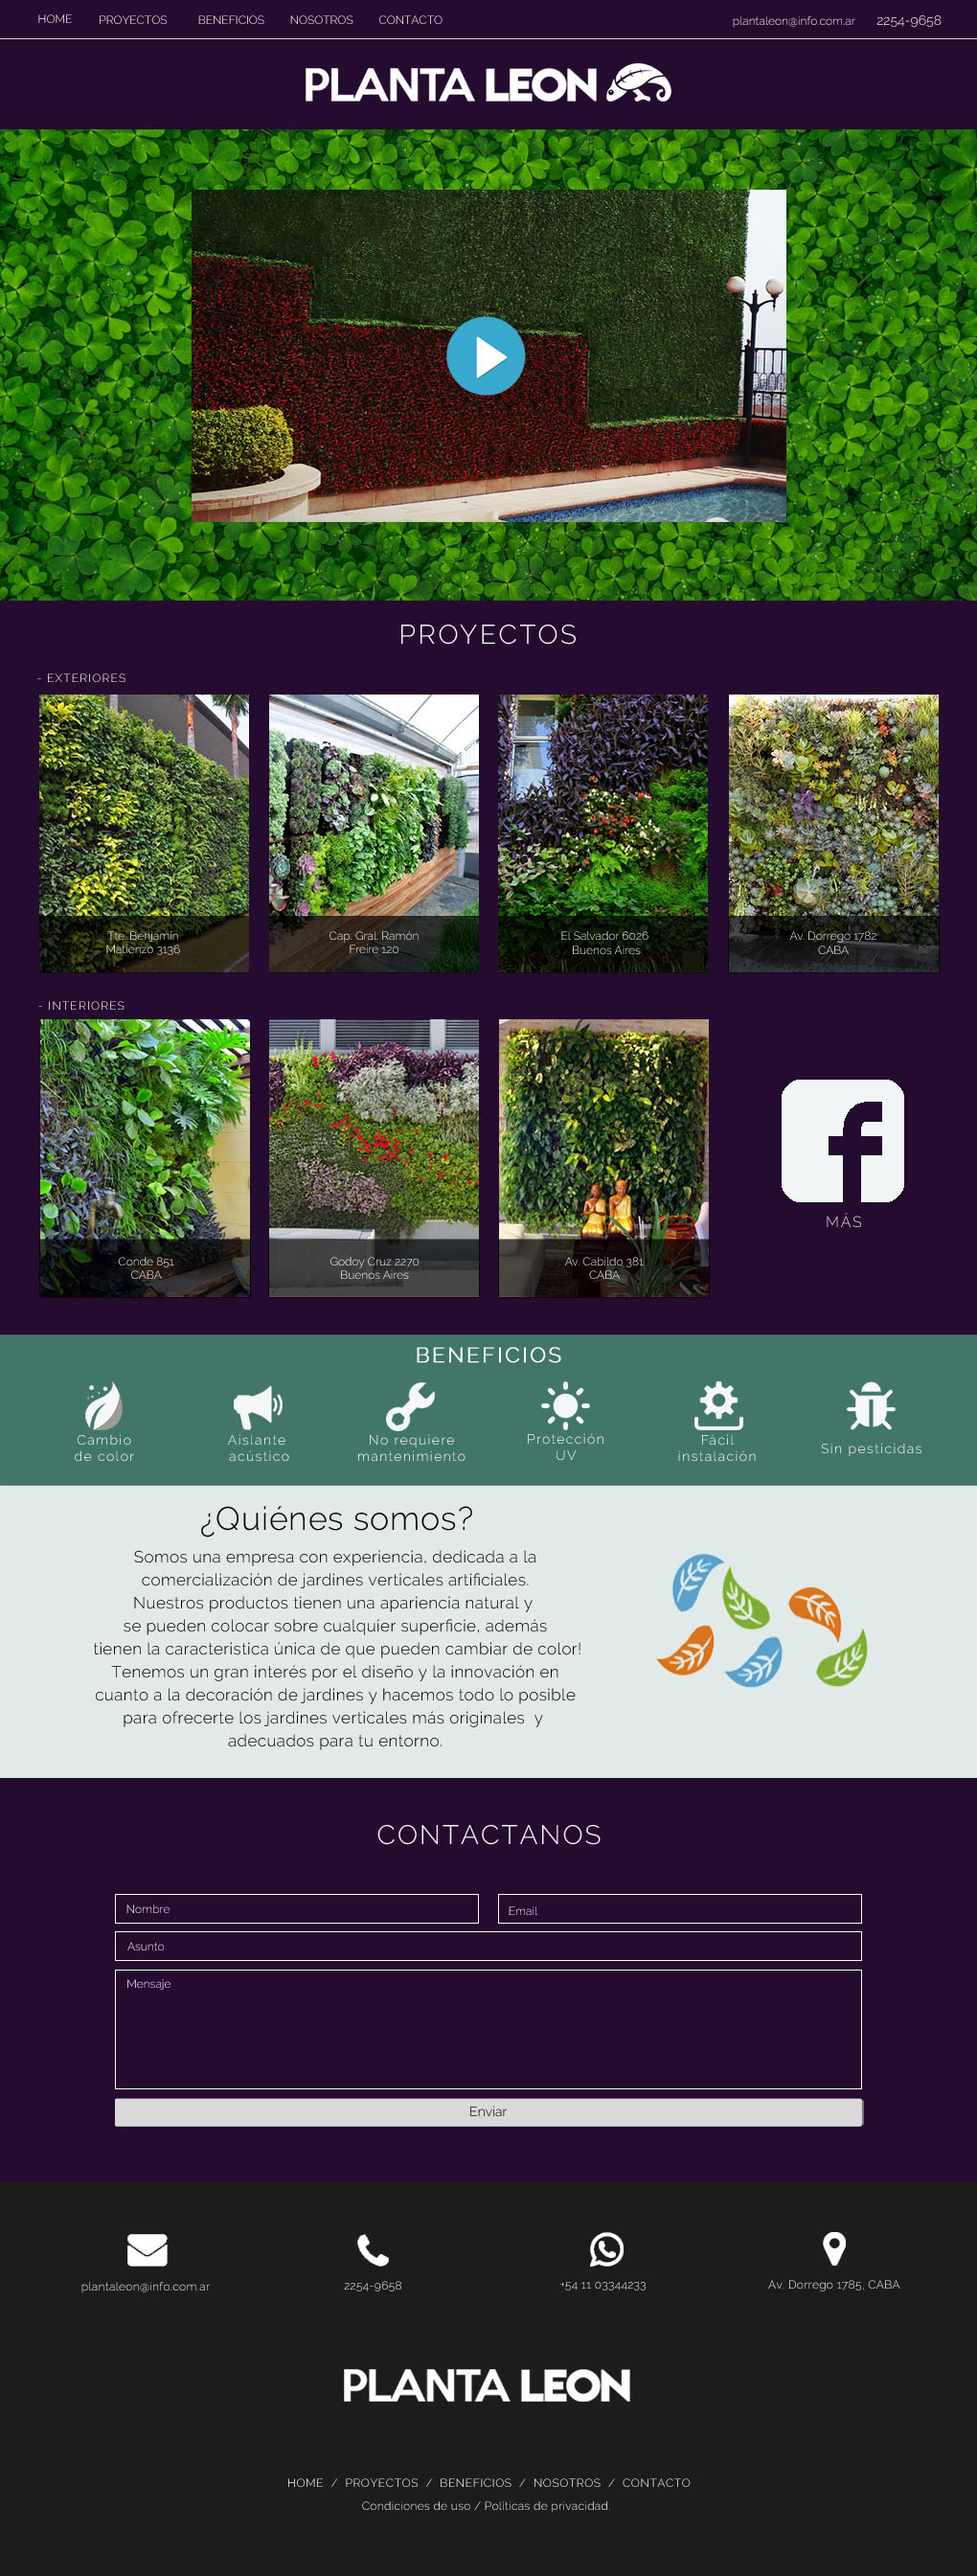 HOME PROYECTOS BENEFICIOS NOSOTROS CONTACTO plantaleon@info.com.ar 2254-9658
PLANTA LEON
PROYECTOS
- EXTERIORES
Tte. Benjamín
Matienzo 3136
Cap. Gral. Ramón
Freire 120
El Salvador 6026
Buenos Aires
Av. Dorrego 1782
CABA
- INTERIORES
Conde 851
CABA
Godoy Cruz 2270
Buenos Aires
Av. Cabildo 381
CABA
MÁS
BENEFICIOS
Cambio
de color
Aislante
acústico
No requiere
mantenimiento
Protección
UV
Fácil
instalación
Sin pesticidas
¿Quiénes somos?
Somos una empresa con experiencia, dedicada a la
comercialización de jardines verticales artificiales.
Nuestros productos tienen una apariencia natural y
se pueden colocar sobre cualquier superficie, además
tienen la caracteristica única de que pueden cambiar de color!
Tenemos un gran interés por el diseño y la innovación en
cuanto a la decoración de jardines y hacemos todo lo posible
para ofrecerte los jardines verticales más originales y
adecuados para tu entorno.
CONTACTANOS
Nombre
Email
Asunto
Mensaje
Enviar
plantaleon@info.com.ar
2254-9658
+54 11 03344233
Av. Dorrego 1785, CABA
PLANTA LEON
HOME / PROYECTOS / BENEFICIOS / NOSOTROS / CONTACTO
Condiciones de uso / Políticas de privacidad.